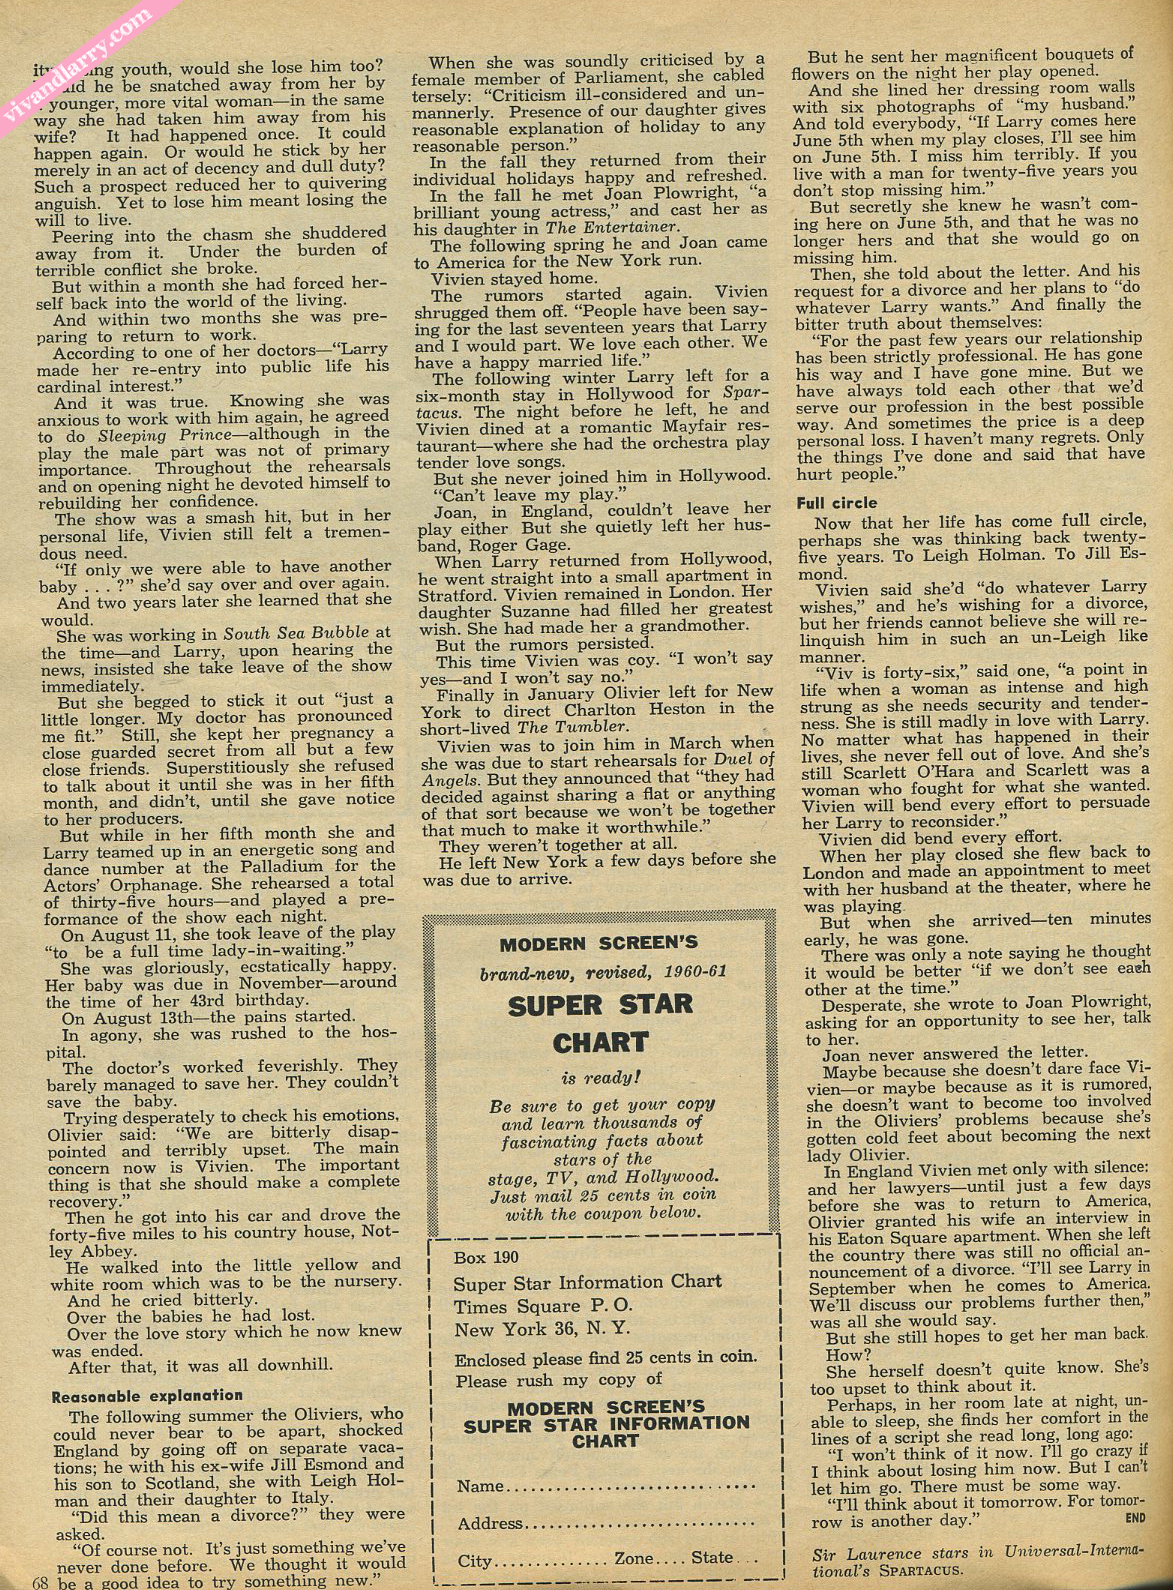 vivandlarry.com
ing youth, would she lose him too?
he be snatched away from her by
younger, more vital woman—in the same
way she had taken him away from his
wife? It had happened once. It could
happen again. Or would he stick by her
merely in an act of decency and dull duty?
Such a prospect reduced her to quivering
anguish. Yet to lose him meant losing the
will to live.
Peering into the chasm she shuddered
away from it. Under the burden of
terrible conflict she broke.
But within a month she had forced her-
self back into the world of the living.
And within two months she was pre-
paring to return to work.
According to one of her doctors—“Larry
made her re-entry into public life his
cardinal interest.”
And it was true. Knowing she was
anxious to work with him again, he agreed
to do Sleeping Prince—although in the
play the male part was not of primary
importance. Throughout the rehearsals
and on opening night he devoted himself to
rebuilding her confidence.
The show was a smash hit, but in her
personal life, Vivien still felt a tremen-
dous need.
“If only we were able to have another
baby . . . ?” she’d say over and over again.
And two years later she learned that she
would.
She was working in South Sea Bubble at
the time—and Larry, upon hearing the
news, insisted she take leave of the show
immediately.
But she begged to stick it out “just a
little longer. My doctor has pronounced
me fit.” Still, she kept her pregnancy a
close guarded secret from all but a few
close friends. Superstitiously she refused
to talk about it until she was in her fifth
month, and didn’t, until she gave notice
to her producers.
But while in her fifth month she and
Larry teamed up in an energetic song and
dance number at the Palladium for the
Actors’ Orphanage. She rehearsed a total
of thirty-five hours—and played a pre-
formance of the show each night.
On August 11, she took leave of the play
“to be a full time lady-in-waiting.”
She was gloriously, ecstatically happy.
Her baby was due in November—around
the time of her 43rd birthday.
On August 13th—the pains started.
In agony, she was rushed to the hos-
pital.
The doctor’s worked feverishly. They
barely managed to save her. They couldn’t
save the baby.
Trying desperately to check his emotions,
Olivier said: “We are bitterly disap-
pointed and terribly upset. The main
concern now is Vivien. The important
thing is that she should make a complete
recovery.”
Then he got into his car and drove the
forty-five miles to his country house, Not-
ley Abbey.
He walked into the little yellow and
white room which was to be the nursery.
And he cried bitterly.
Over the babies he had lost.
Over the love story which he now knew
was ended.
After that, it was all downhill.
Reasonable explanation
The following summer the Oliviers, who
could never bear to be apart, shocked
England by going off on separate vaca-
tions; he with his ex-wife Jill Esmond and
his son to Scotland, she with Leigh Hol-
man and their daughter to Italy.
“Did this mean a divorce?” they were
asked.
“Of course not. It’s just something we’ve
never done before. We thought it would
be a good idea to try something new.”
68
When she was soundly criticised by a
female member of Parliament, she cabled
tersely: “Criticism ill-considered and un-
mannerly. Presence of our daughter gives
reasonable explanation of holiday to any
reasonable person.”
In the fall they returned from their
individual holidays happy and refreshed.
In the fall he met Joan Plowright, “a
brilliant young actress,” and cast her as
his daughter in The Entertainer.
The following spring he and Joan came
to America for the New York run.
Vivien stayed home.
The rumors started again. Vivien
shrugged them off. “People have been say-
ing for the last seventeen years that Larry
and I would part. We love each other. We
have a happy married life.”
The following winter Larry left for a
six-month stay in Hollywood for Spar-
tacus. The night before he left, he and
Vivien dined at a romantic Mayfair res-
taurant—where she had the orchestra play
tender love songs.
But she never joined him in Hollywood.
“Can’t leave my play.”
Joan, in England, couldn’t leave her
play either But she quietly left her hus-
band, Roger Gage.
When Larry returned from Hollywood,
he went straight into a small apartment in
Stratford. Vivien remained in London. Her
daughter Suzanne had filled her greatest
wish. She had made her a grandmother.
But the rumors persisted.
This time Vivien was coy. “I won’t say
yes—and I won’t say no.”
Finally in January Olivier left for New
York to direct Charlton Heston in the
short-lived The Tumbler.
Vivien was to join him in March when
she was due to start rehearsals for Duel of
Angels. But they announced that “they had
decided against sharing a flat or anything
of that sort because we won’t be together
that much to make it worthwhile.”
They weren’t together at all.
He left New York a few days before she
was due to arrive.
MODERN SCREEN’S
brand-new, revised, 1960-61
SUPER STAR
CHART
is ready!
Be sure to get your copy
and learn thousands of
fascinating facts about
stars of the
stage, TV, and Hollywood.
Just mail 25 cents in coin
with the coupon below.
Box 190
Super Star Information Chart
Times Square P. O.
New York 36, N. Y.
Enclosed please find 25 cents in coin.
Please rush my copy of
MODERN SCREEN’S
SUPER STAR INFORMATION
CHART
Name..............................
Address............................
City.............. Zone.... State...
But he sent her magnificent bouquets of
flowers on the night her play opened.
And she lined her dressing room walls
with six photographs of “my husband.”
And told everybody, “If Larry comes here
June 5th when my play closes, I’ll see him
on June 5th. I miss him terribly. If you
live with a man for twenty-five years you
don’t stop missing him.”
But secretly she knew he wasn’t com-
ing here on June 5th, and that he was no
longer hers and that she would go on
missing him.
Then, she told about the letter. And his
request for a divorce and her plans to “do
whatever Larry wants.” And finally the
bitter truth about themselves:
“For the past few years our relationship
has been strictly professional. He has gone
his way and I have gone mine. But we
have always told each other that we’d
serve our profession in the best possible
way. And sometimes the price is a deep
personal loss. I haven’t many regrets. Only
the things I’ve done and said that have
hurt people.”
Full circle
Now that her life has come full circle,
perhaps she was thinking back twenty-
five years. To Leigh Holman. To Jill Es-
mond.
Vivien said she’d “do whatever Larry
wishes,” and he’s wishing for a divorce,
but her friends cannot believe she will re-
linquish him in such an un-Leigh like
manner.
“Viv is forty-six,” said one, “a point in
life when a woman as intense and high
strung as she needs security and tender-
ness. She is still madly in love with Larry.
No matter what has happened in their
lives, she never fell out of love. And she’s
still Scarlett O’Hara and Scarlett was a
woman who fought for what she wanted.
Vivien will bend every effort to persuade
her Larry to reconsider.”
Vivien did bend every effort.
When her play closed she flew back to
London and made an appointment to meet
with her husband at the theater, where he
was playing.
But when she arrived—ten minutes
early, he was gone.
There was only a note saying he thought
it would be better “if we don’t see each
other at the time.”
Desperate, she wrote to Joan Plowright,
asking for an opportunity to see her, talk
to her.
Joan never answered the letter.
Maybe because she doesn’t dare face Vi-
vien—or maybe because as it is rumored,
she doesn’t want to become too involved
in the Oliviers’ problems because she’s
gotten cold feet about becoming the next
lady Olivier.
In England Vivien met only with silence:
and her lawyers—until just a few days
before she was to return to America,
Olivier granted his wife an interview in
his Eaton Square apartment. When she left
the country there was still no official an-
nouncement of a divorce. “I’ll see Larry in
September when he comes to America.
We’ll discuss our problems further then,”
was all she would say.
But she still hopes to get her man back.
How?
She herself doesn’t quite know. She’s
too upset to think about it.
Perhaps, in her room late at night, un-
able to sleep, she finds her comfort in the
lines of a script she read long, long ago:
“I won’t think of it now. I’ll go crazy if
I think about losing him now. But I can’t
let him go. There must be some way.
“I’ll think about it tomorrow. For tomor-
row is another day.” END
Sir Laurence stars in Universal-Interna-
tional’s SPARTACUS.